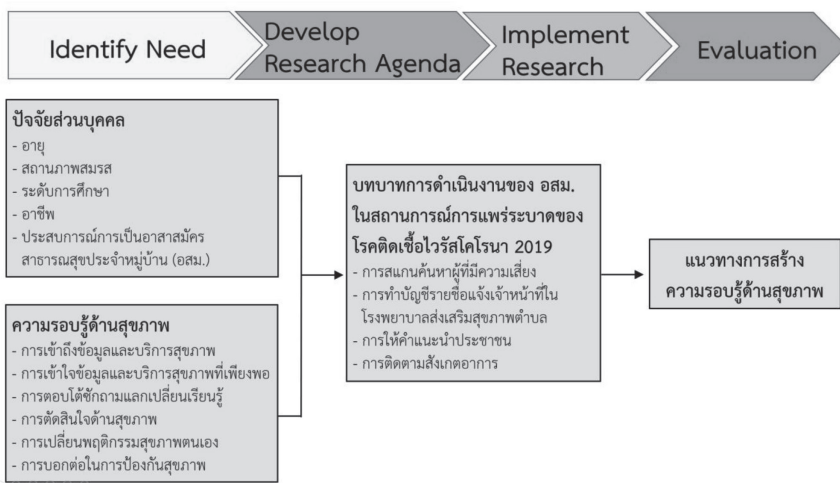 Identify Need
Develop
Research Agenda
Implement
Research
Evaluation
ปัจจัยส่วนบุคคล
- อายุ
- สถานภาพสมรส
- ระดับการศึกษา
- อาชีพ
- ประสบการณ์การเป็นอาสาสมัคร
สาธารณสุขประจำหมู่บ้าน (อสม.)
ความรอบรู้ด้านสุขภาพ
- การเข้าถึงข้อมูลและบริการสุขภาพ
- การเข้าใจข้อมูลและบริการสุขภาพที่เพียงพอ
- การตอบโต้ซักถามแลกเปลี่ยนเรียนรู้
- การตัดสินใจด้านสุขภาพ
- การเปลี่ยนพฤติกรรมสุขภาพตนเอง
- การบอกต่อในการป้องกันสุขภาพ
บทบาทการดำเนินงานของ อสม.
ในสถานการณ์การแพร่ระบาดของ
โรคติดเชื้อไวรัสโคโรนา 2019
- การสแกนค้นหาผู้ที่มีความเสี่ยง
- การทำบัญชีรายชื่อแจ้งเจ้าหน้าที่ใน
โรงพยาบาลส่งเสริมสุขภาพตำบล
- การให้คำแนะนำประชาชน
- การติดตามสังเกตอาการ
แนวทางการสร้าง
ความรอบรู้ด้านสุขภาพ